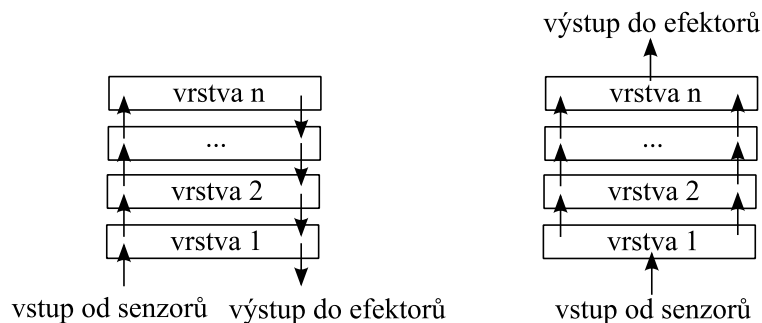 vrstva n
...
vrstva 2
vrstva 1
vstup od senzorů
výstup do efektorů
výstup do efektorů
vrstva n
...
vrstva 2
vrstva 1
vstup od senzorů